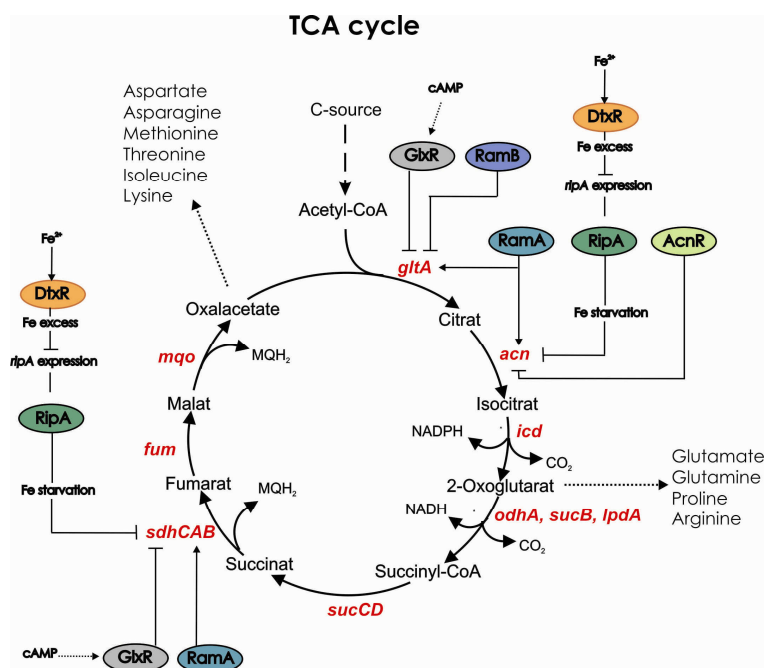 TCA cycle
Aspartate
Asparagine
Methionine
Threonine
Isoleucine
Lysine
C-source
Acetyl-CoA
cAMP
GlxR
RamB
Fe²⁺
DtxR
Fe excess
ripA expression
RamA
RipA
AcnR
Fe starvation
gltA
Citrat
acn
Isocitrat
icd
NADPH
CO₂
2-Oxoglutarat
Glutamate
Glutamine
Proline
Arginine
odhA, sucB, lpdA
NADH
CO₂
Succinyl-CoA
sucCD
Succinat
MQH₂
sdhCAB
Fumarat
fum
Malat
mqo
MQH₂
Oxalacetate
Fe²⁺
DtxR
Fe excess
ripA expression
RipA
Fe starvation
cAMP
GlxR
RamA